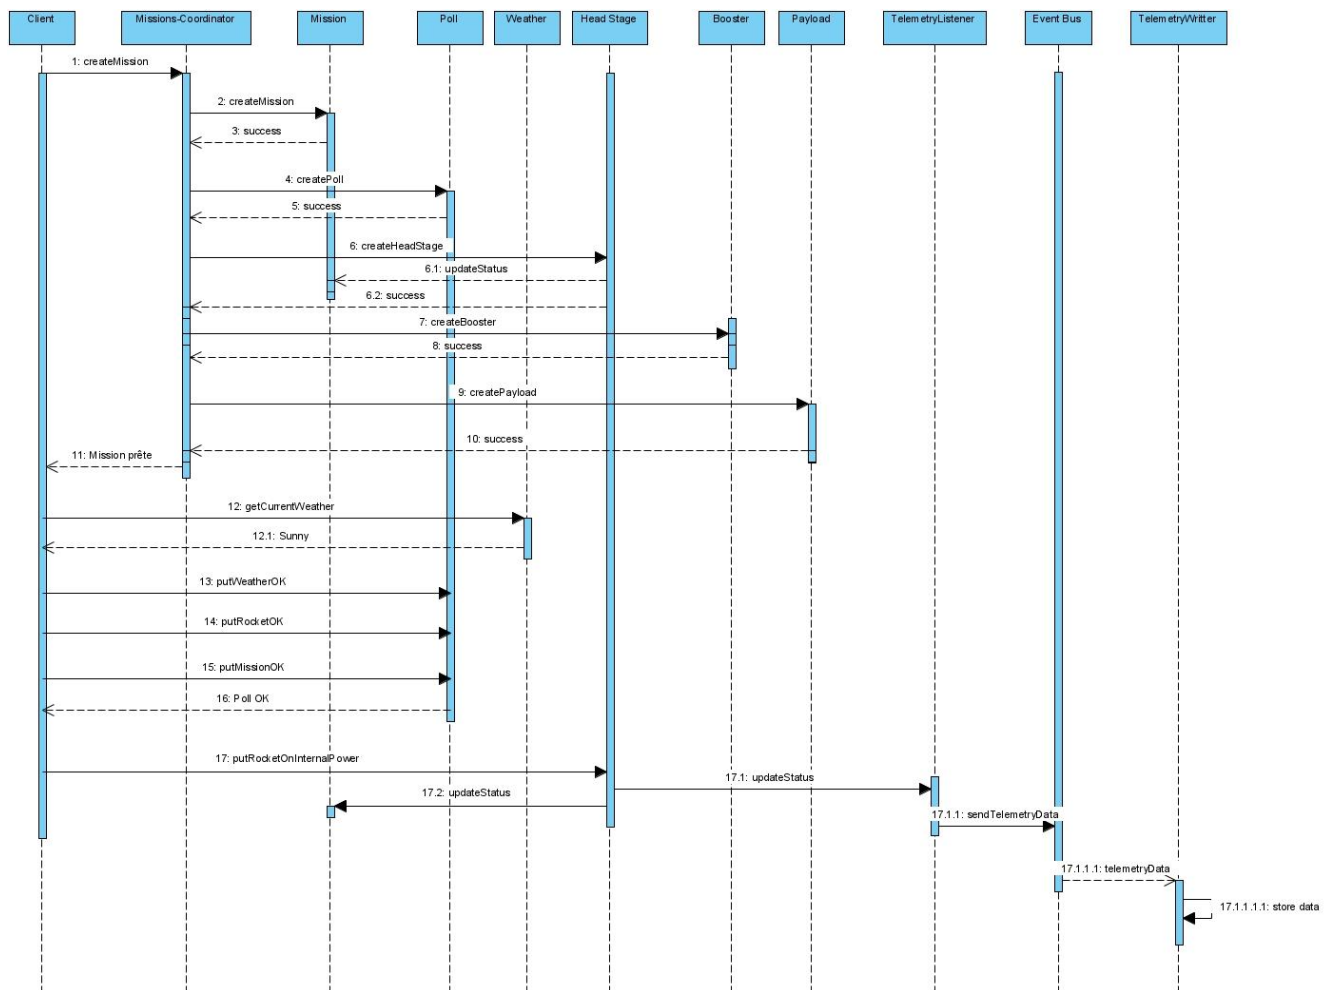 Client
Missions-Coordinator
Mission
Poll
Weather
Head Stage
Booster
Payload
TelemetryListener
Event Bus
TelemetryWritter
1: createMission
2: createMission
3: success
4: createPoll
5: success
6: createHeadStage
6.1: updateStatus
6.2: success
7: createBooster
8: success
9: createPayload
10: success
11: Mission prête
12: getCurrentWeather
12.1: Sunny
13: putWeatherOK
14: putRocketOK
15: putMissionOK
16: Poll OK
17: putRocketOnInternalPower
17.1: updateStatus
17.2: updateStatus
17.1.1: sendTelemetryData
17.1.1.1: telemetryData
17.1.1.1.1: store data